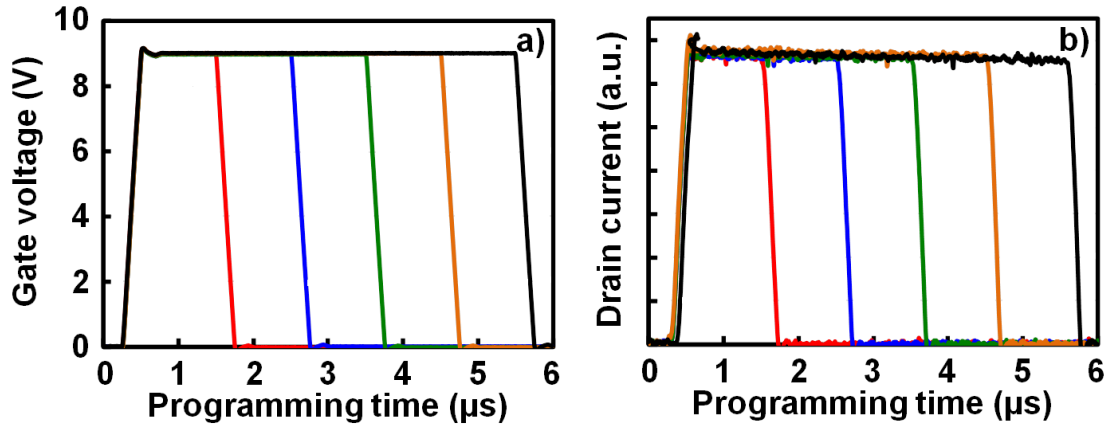 a)
Gate voltage (V)
10
8
6
4
2
0
0 1 2 3 4 5 6
Programming time (µs)
b)
Drain current (a.u.)
0 1 2 3 4 5 6
Programming time (µs)